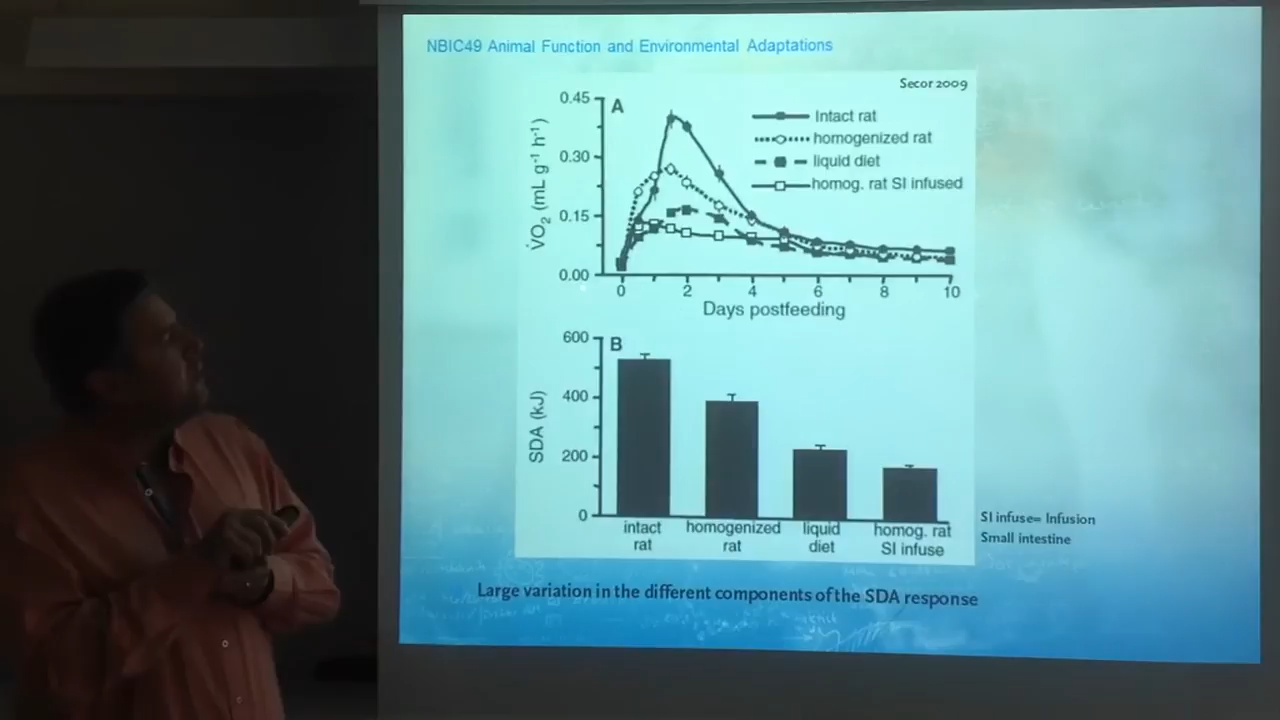 NBIC49 Animal Function and Environmental Adaptations
Secor 2009
A
0.45
0.30
0.15
0.00
V̇O2 (mL g-1 h-1)
Intact rat
homogenized rat
liquid diet
homog. rat SI infused
0 2 4 6 8 10
Days postfeeding
B
600
400
200
0
SDA (kJ)
intact rat
homogenized rat
liquid diet
homog. rat SI infuse
SI infuse= Infusion
Small intestine
Large variation in the different components of the SDA response